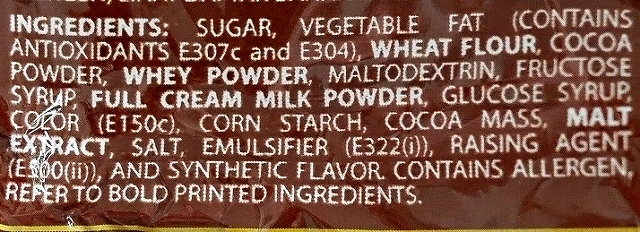 INGREDIENTS: SUGAR, VEGETABLE FAT (CONTAINS
ANTIOXIDANTS E307c and E304), WHEAT FLOUR, COCOA
POWDER, WHEY POWDER, MALTODEXTRIN, FRUCTOSE
SYRUP, FULL CREAM MILK POWDER, GLUCOSE SYRUP,
COLOR (E150c), CORN STARCH, COCOA MASS, MALT
EXTRACT, SALT, EMULSIFIER (E322(i)), RAISING AGENT
(E500(ii)), AND SYNTHETIC FLAVOR. CONTAINS ALLERGEN,
REFER TO BOLD PRINTED INGREDIENTS.